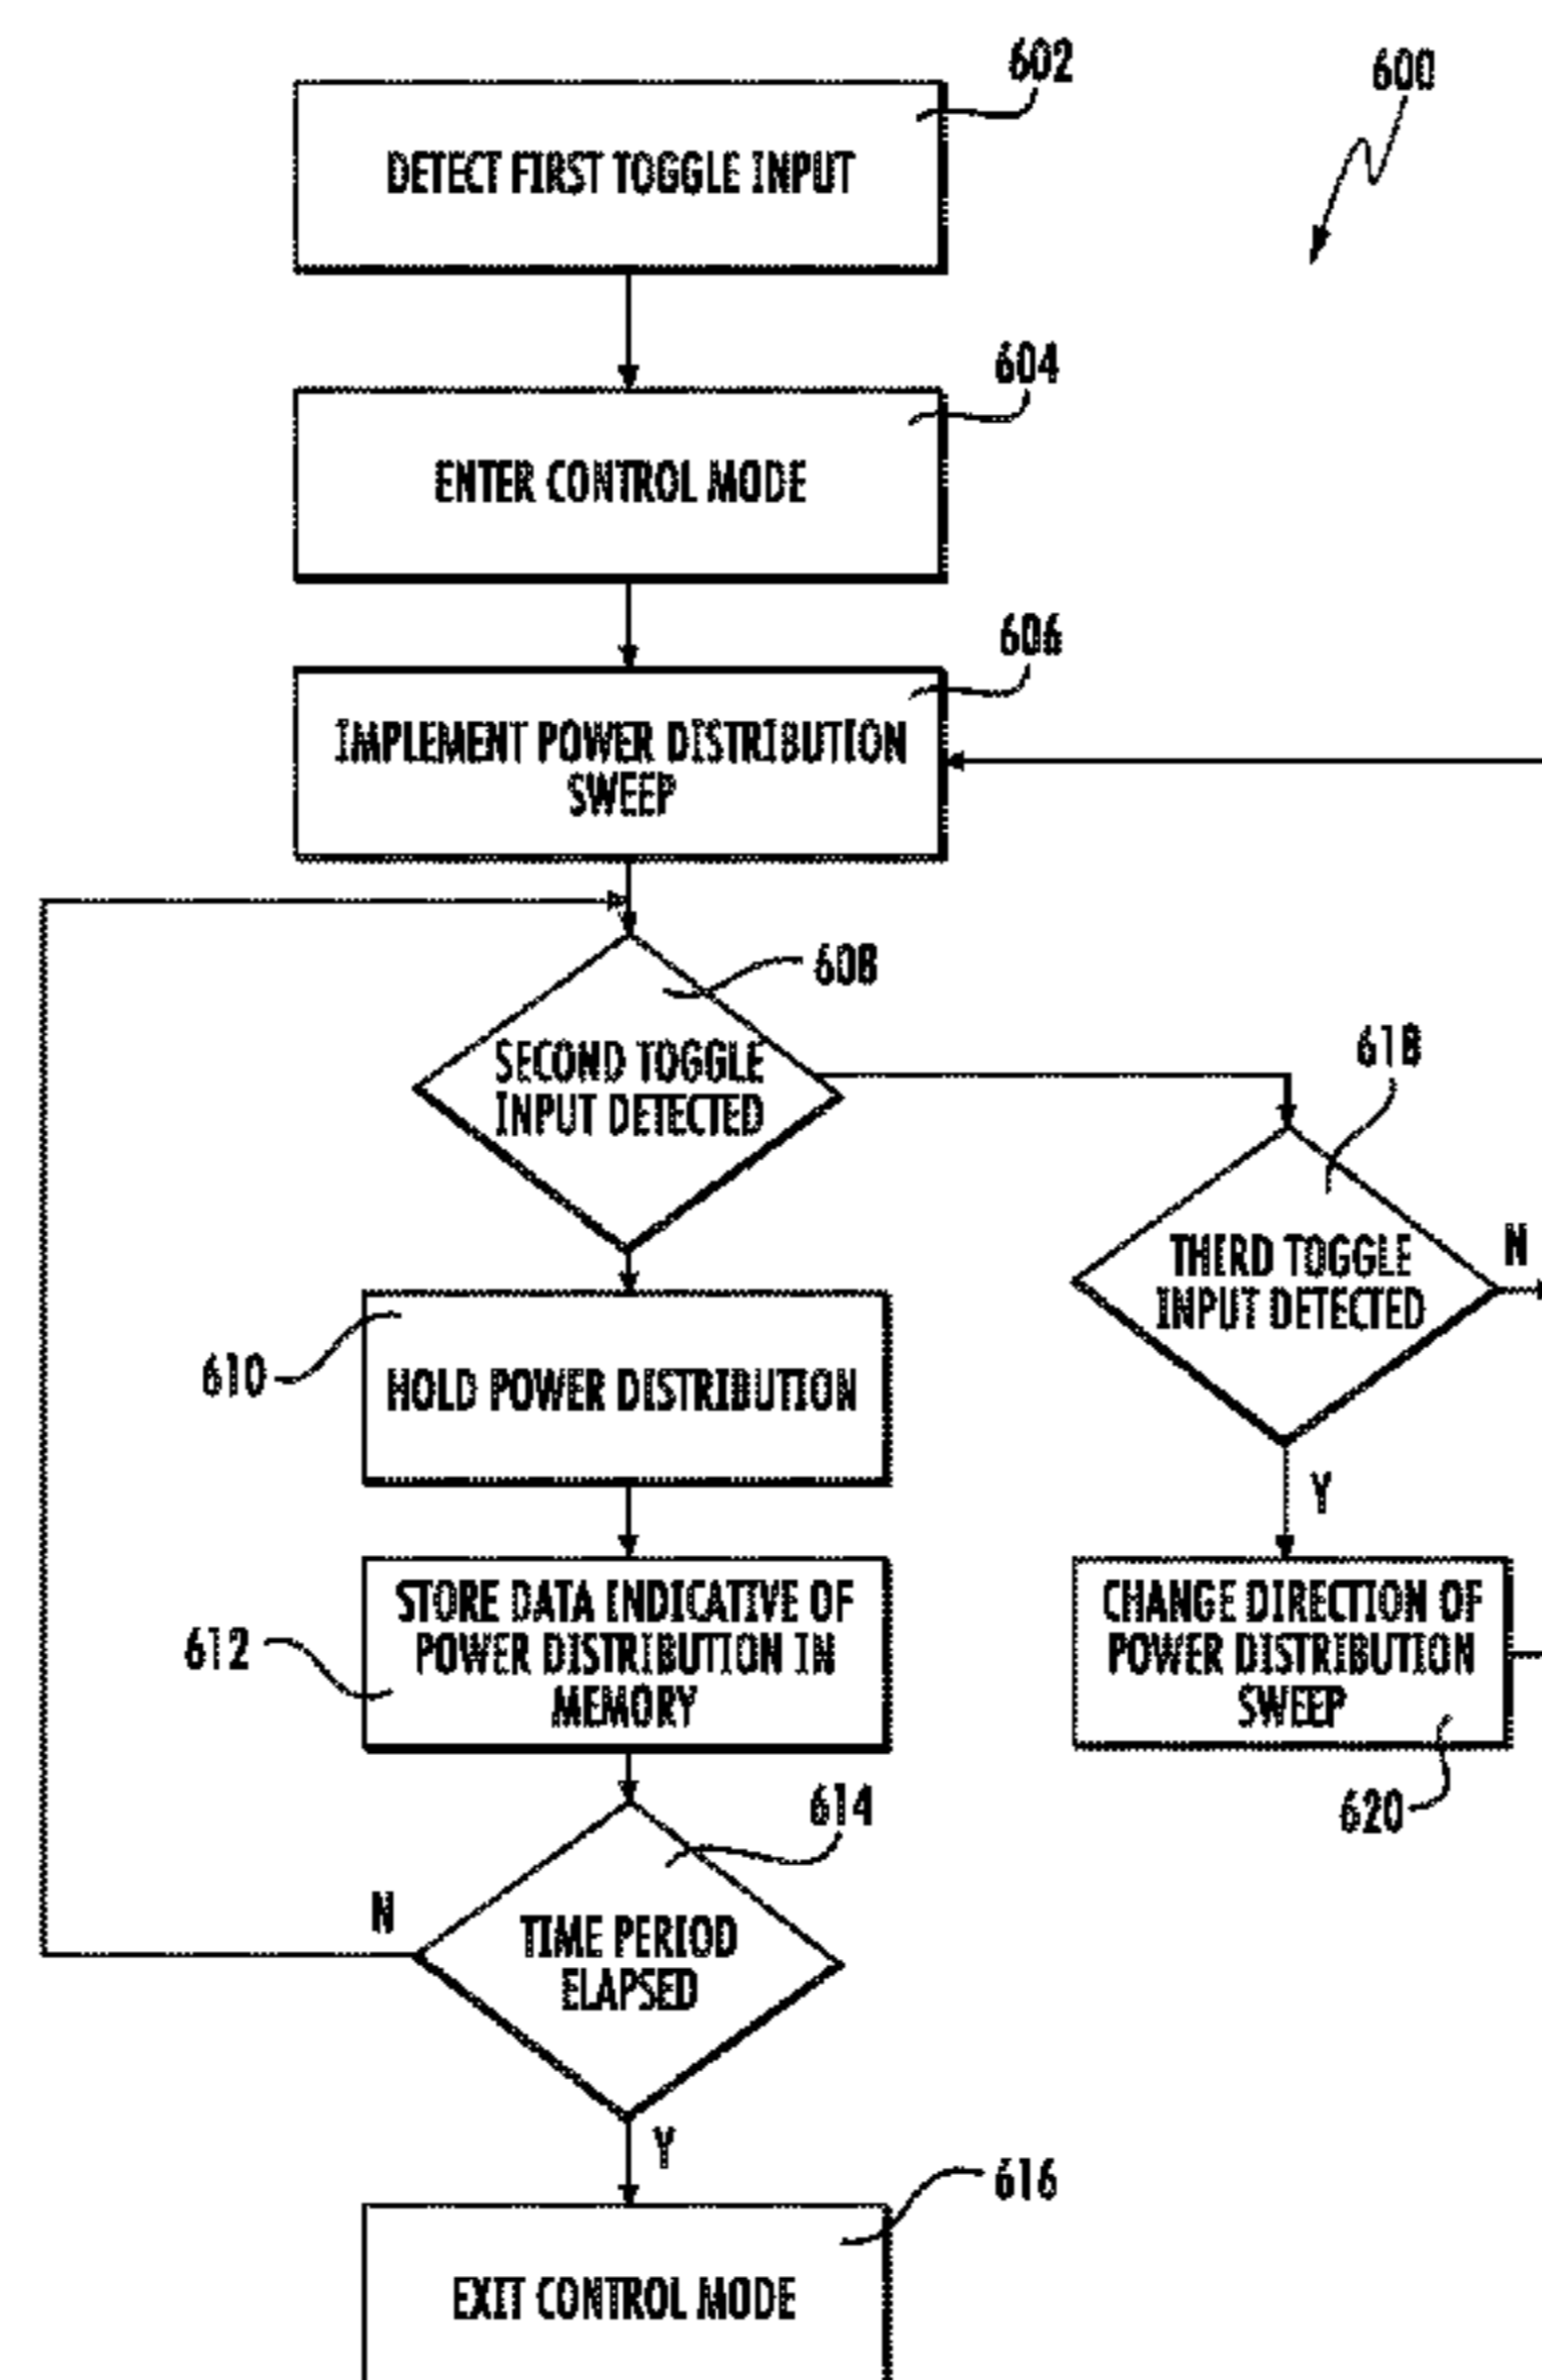 602
600
DETECT FIRST TOGGLE INPUT
604
ENTER CONTROL MODE
606
IMPLEMENT POWER DISTRIBUTION
SWEEP
608
SECOND TOGGLE
INPUT DETECTED
618
THIRD TOGGLE
INPUT DETECTED
N
610
HOLD POWER DISTRIBUTION
Y
612
STORE DATA INDICATIVE OF
POWER DISTRIBUTION IN
MEMORY
CHANGE DIRECTION OF
POWER DISTRIBUTION
SWEEP
620
614
N
TIME PERIOD
ELAPSED
Y
616
EXIT CONTROL MODE